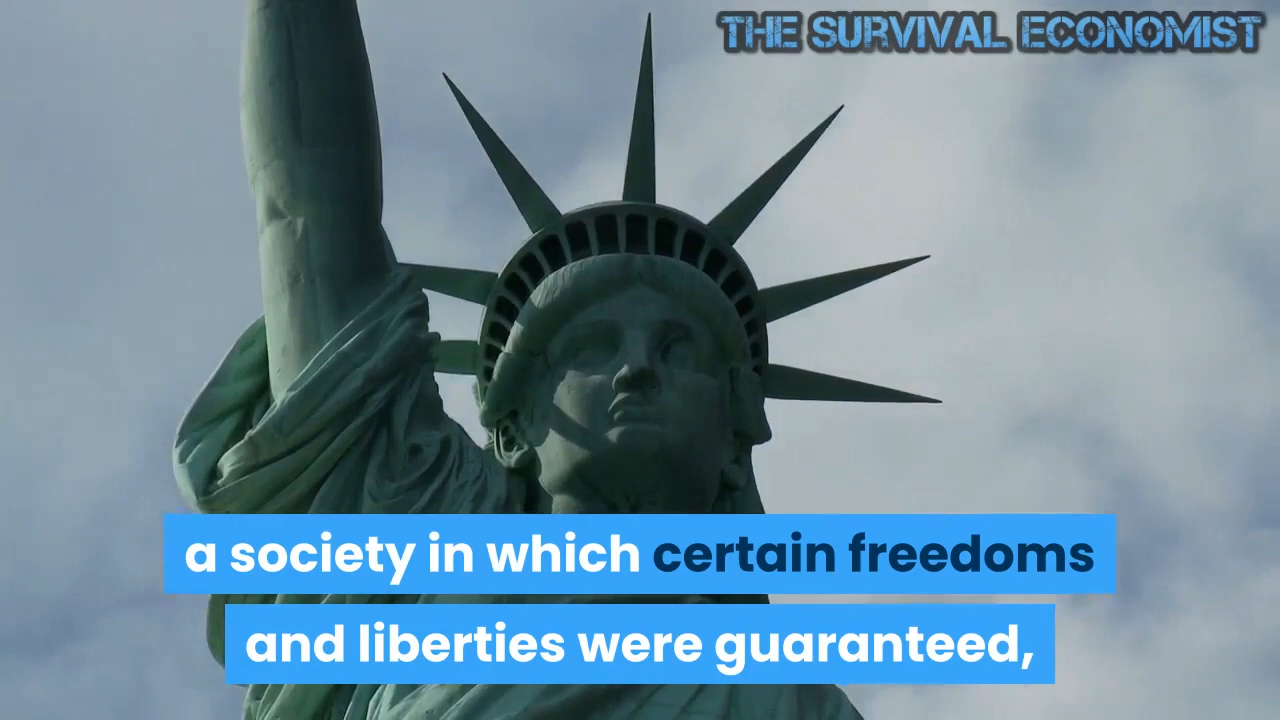 THE SURVIVAL ECONOMIST
a society in which certain freedoms
and liberties were guaranteed,